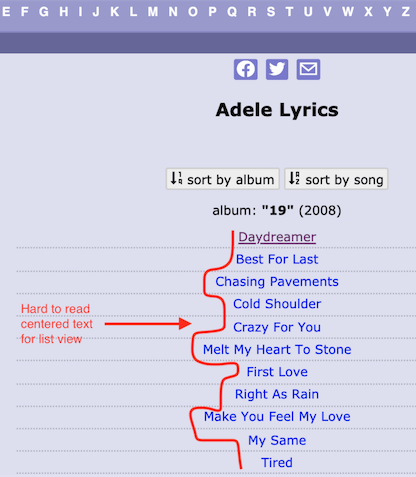 E F G H I J K L M N O P Q R S T U V W X Y Z
Adele Lyrics
sort by album
sort by song
album: "19" (2008)
Daydreamer
Best For Last
Chasing Pavements
Cold Shoulder
Hard to read
centered text
for list view
Crazy For You
Melt My Heart To Stone
First Love
Right As Rain
Make You Feel My Love
My Same
Tired